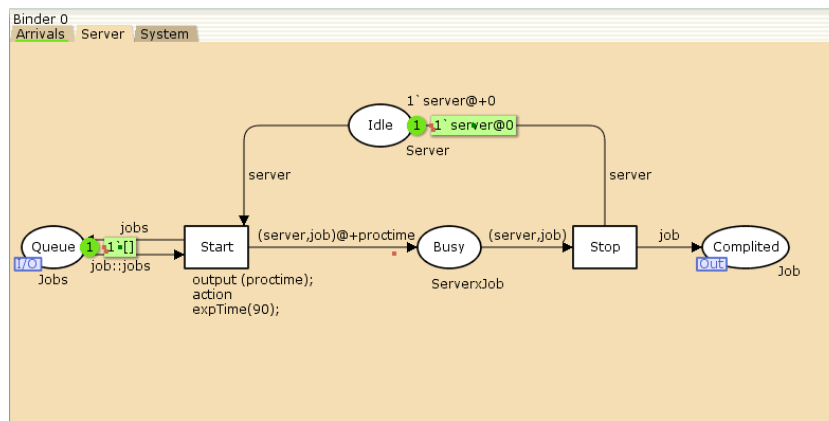 Binder 0
Arrivals Server System
1`server@+0
Idle 1 1`server@0
Server
server server
jobs (server,job)@+proctime (server,job) job
Queue 1 1`[] Start Busy Stop Complited
I/O job::jobs Out
Jobs output (proctime); ServerxJob Job
action
expTime(90);